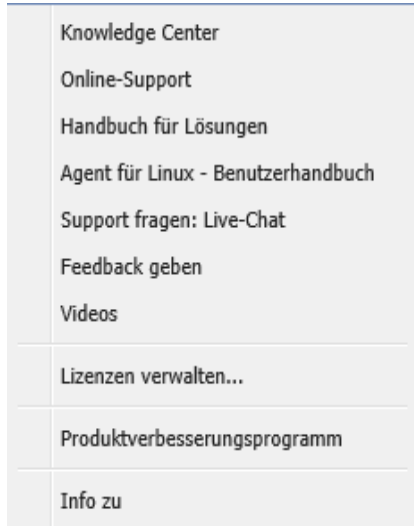 Knowledge Center
Online-Support
Handbuch für Lösungen
Agent für Linux - Benutzerhandbuch
Support fragen: Live-Chat
Feedback geben
Videos
Lizenzen verwalten...
Produktverbesserungsprogramm
Info zu